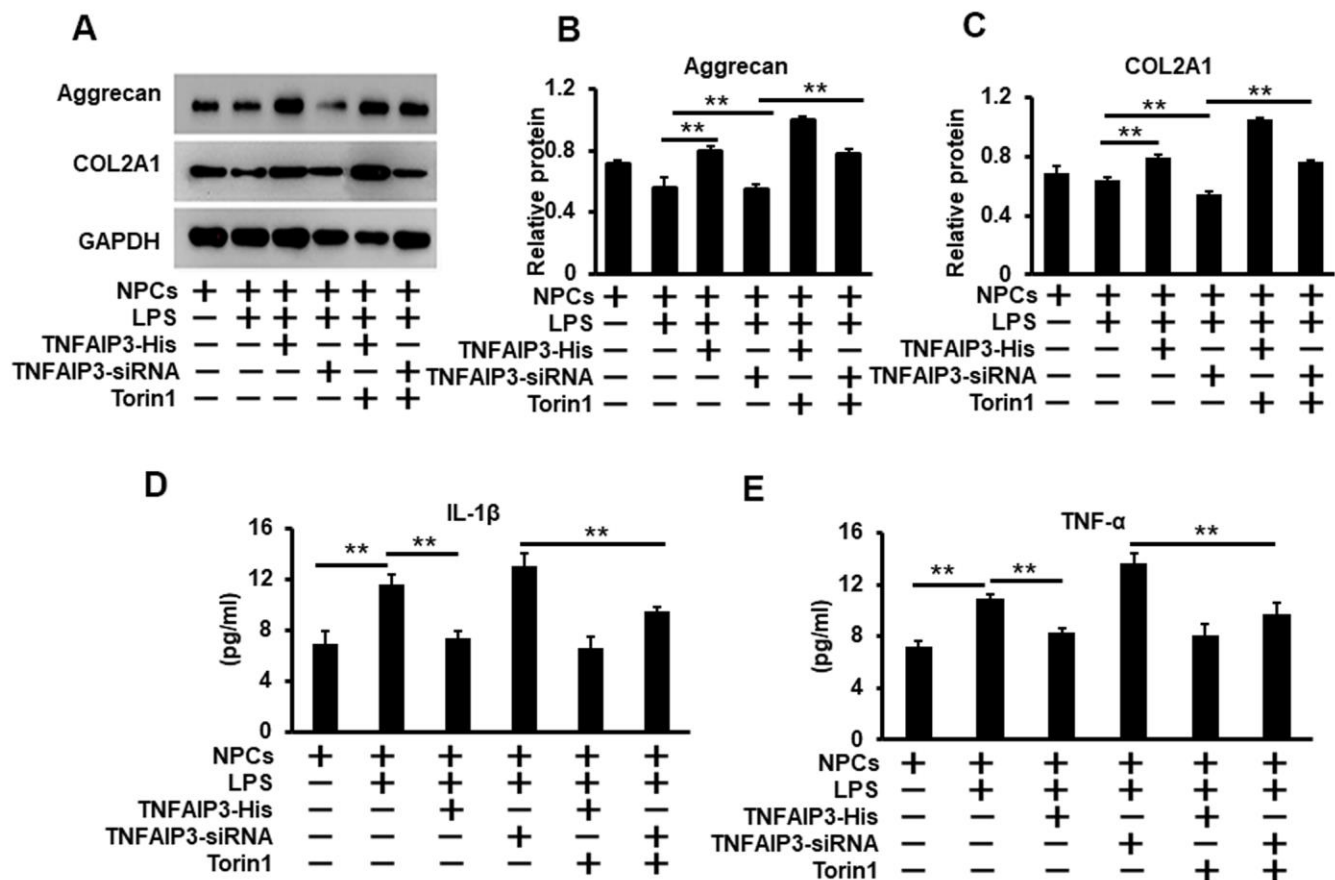 A
Aggrecan
COL2A1
GAPDH
NPCs + + + + + +
LPS − + + + + +
TNFAIP3-His − − + − + −
TNFAIP3-siRNA − − − + − +
Torin1 − − − − + +
B
Aggrecan
Relative protein
1.2
0.8
0.4
0
** ** **
NPCs + + + + + +
LPS − + + + + +
TNFAIP3-His − − + − + −
TNFAIP3-siRNA − − − + − +
Torin1 − − − − + +
C
COL2A1
Relative protein
1.2
0.8
0.4
0
** ** **
NPCs + + + + + +
LPS − + + + + +
TNFAIP3-His − − + − + −
TNFAIP3-siRNA − − − + − +
Torin1 − − − − + +
D
IL-1β
(pg/ml)
16
12
8
4
0
** ** **
NPCs + + + + + +
LPS − + + + + +
TNFAIP3-His − − + − + −
TNFAIP3-siRNA − − − + − +
Torin1 − − − − + +
E
TNF-α
(pg/ml)
16
12
8
4
0
** ** **
NPCs + + + + + +
LPS − + + + + +
TNFAIP3-His − − + − + −
TNFAIP3-siRNA − − − + − +
Torin1 − − − − + +